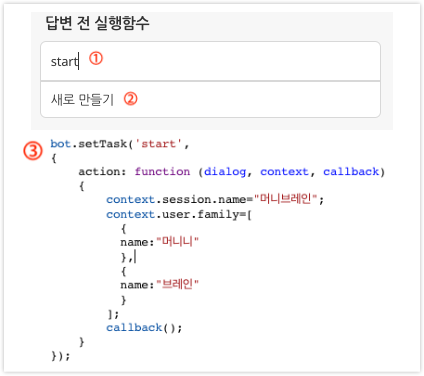 답변 전 실행함수
start ①
새로 만들기 ②
③ bot.setTask('start',
{
action: function (dialog, context, callback)
{
context.session.name="머니브레인";
context.user.family=[
{
name:"머니니"
},
{
name:"브레인"
}
];
callback();
}
});